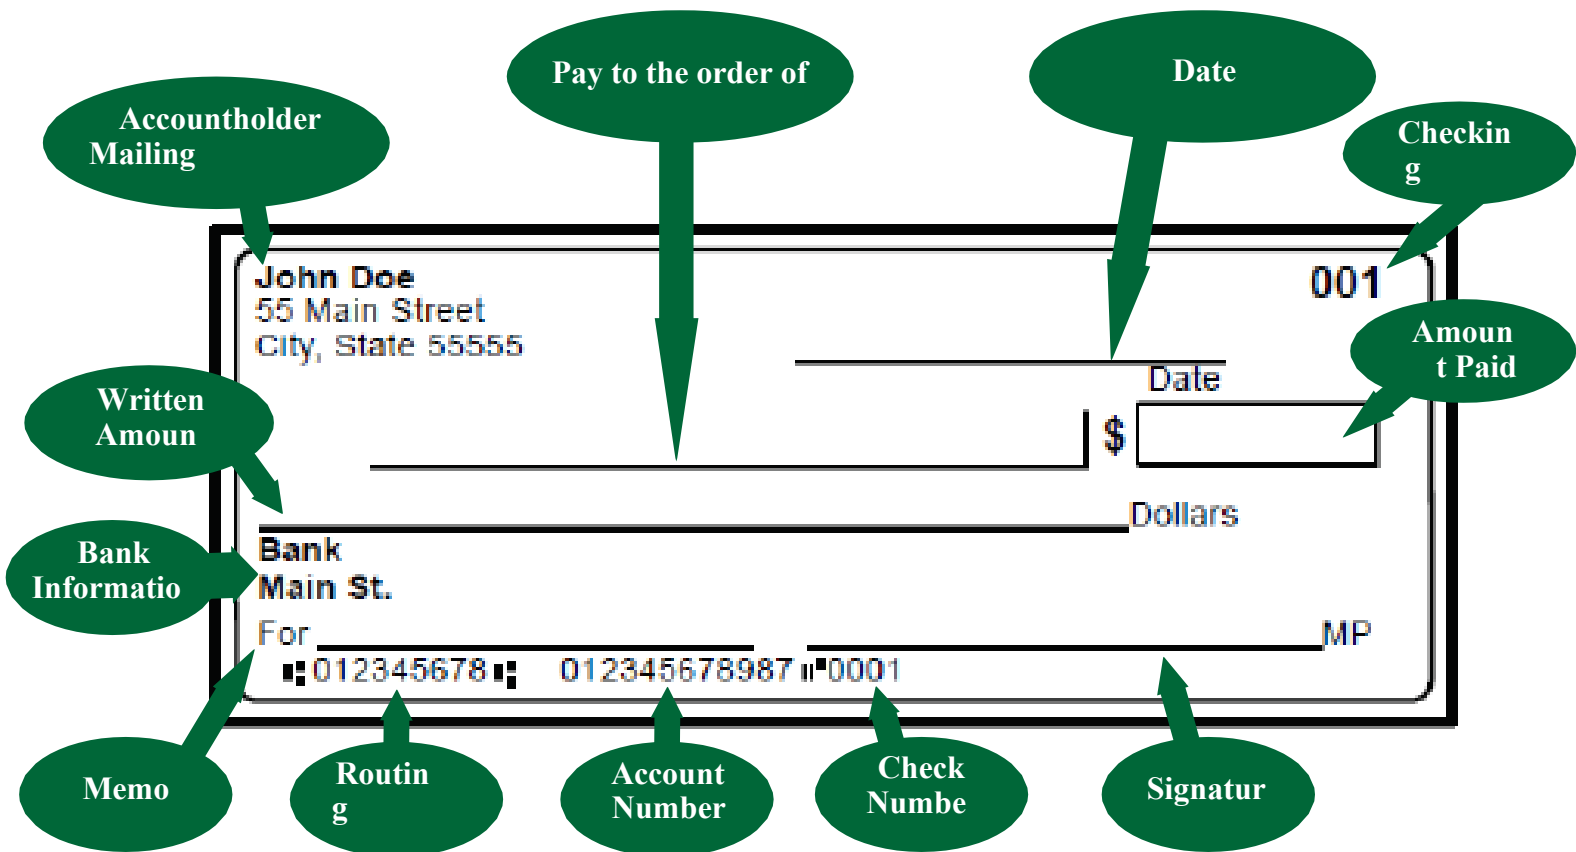 Pay to the order of
Date
Accountholder
Mailing
Checkin
g
John Doe
55 Main Street
City, State 55555
001
Amoun
t Paid
Date
Written
Amoun
$
Dollars
Bank
Informatio
Bank
Main St.
For
MP
⑆012345678⑆ 012345678987 ⑈0001
Memo
Routin
g
Account
Number
Check
Numbe
Signatur